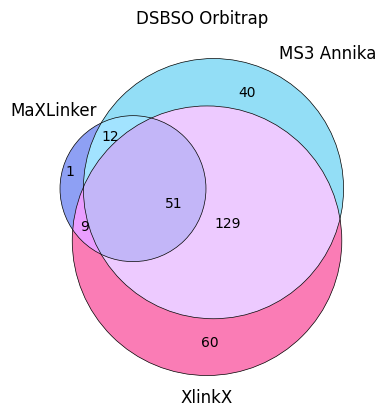 DSBSO Orbitrap
MS3 Annika
40
MaXLinker
12
1
51
129
9
60
XlinkX